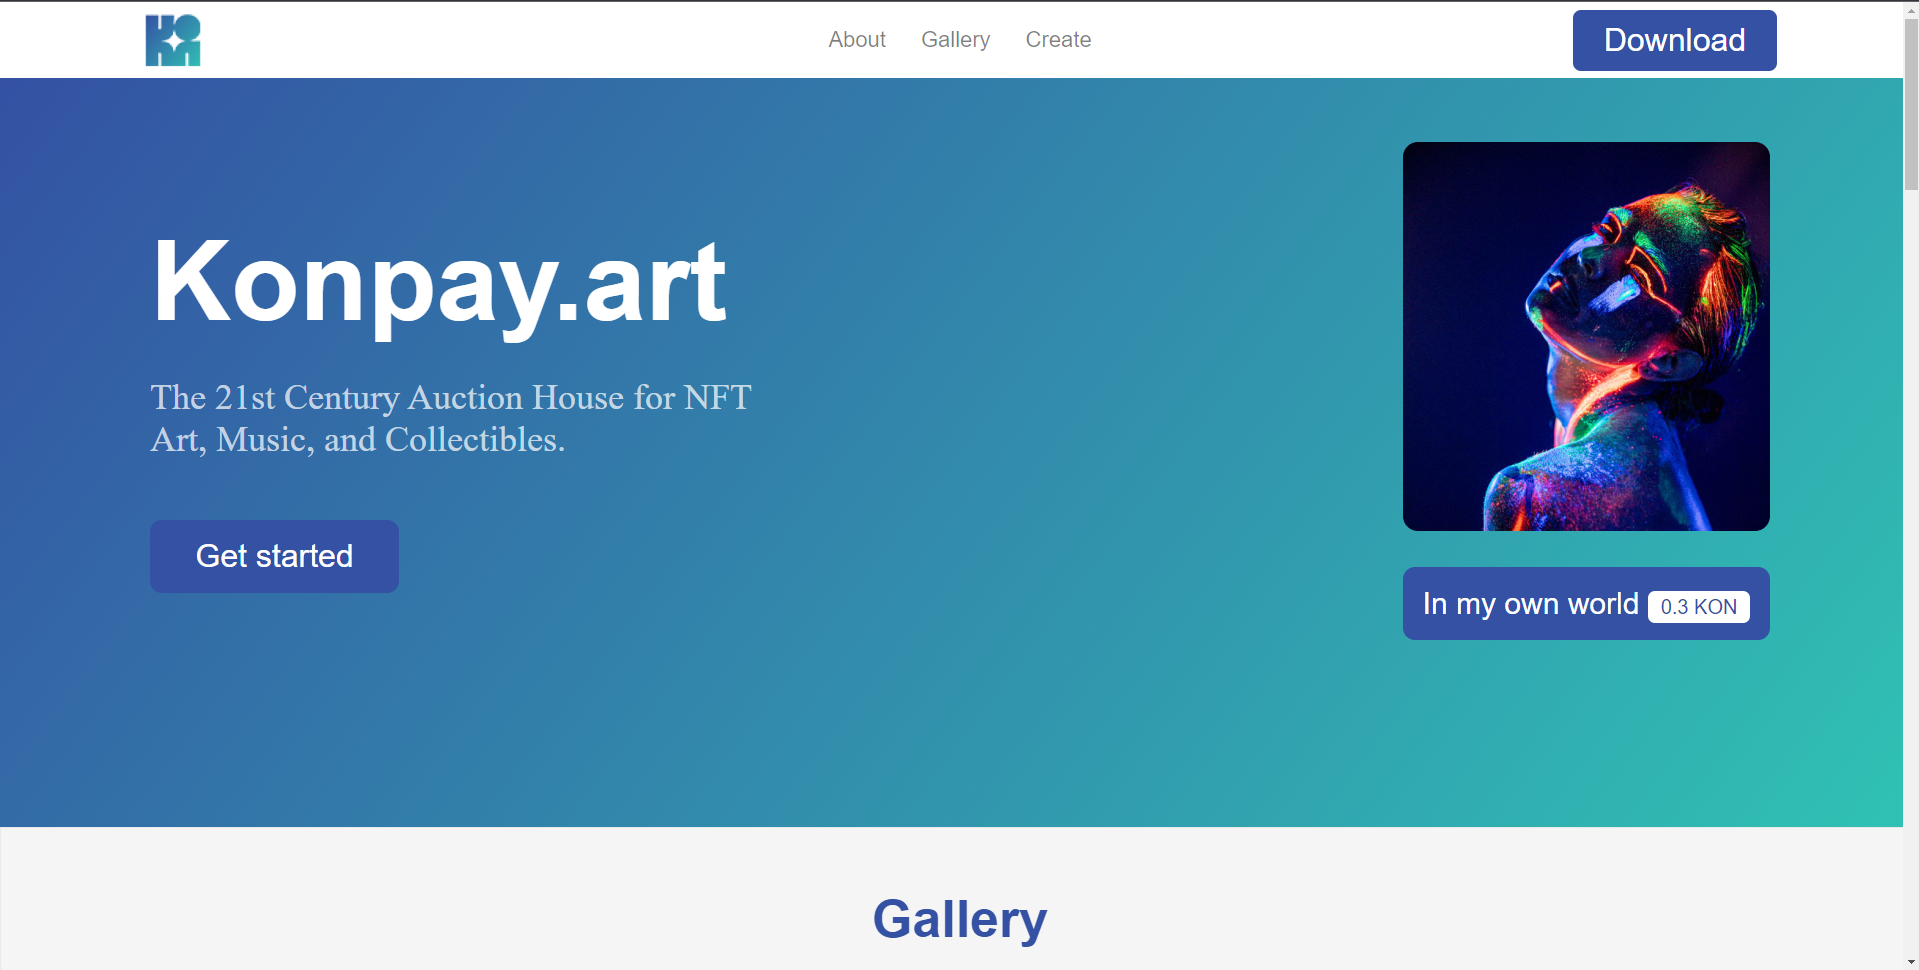 About Gallery Create Download
Konpay.art
The 21st Century Auction House for NFT
Art, Music, and Collectibles.
Get started
In my own world 0.3 KON
Gallery